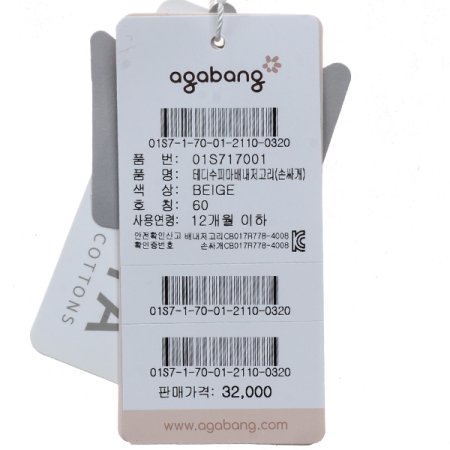 agabang
01S7-1-70-01-2110-0320
품 번: 01S717001
품 명: 테디수피마배내저고리(손싸개)
색 상: BEIGE
호 칭: 60
사용연령: 12개월 이하
안전확인신고 배내저고리CB017R778-4008
확인증번호 손싸개CB017R778-4008
01S7-1-70-01-2110-0320
01S7-1-70-01-2110-0320
판매가격: 32,000
www.agabang.com
COTTONS